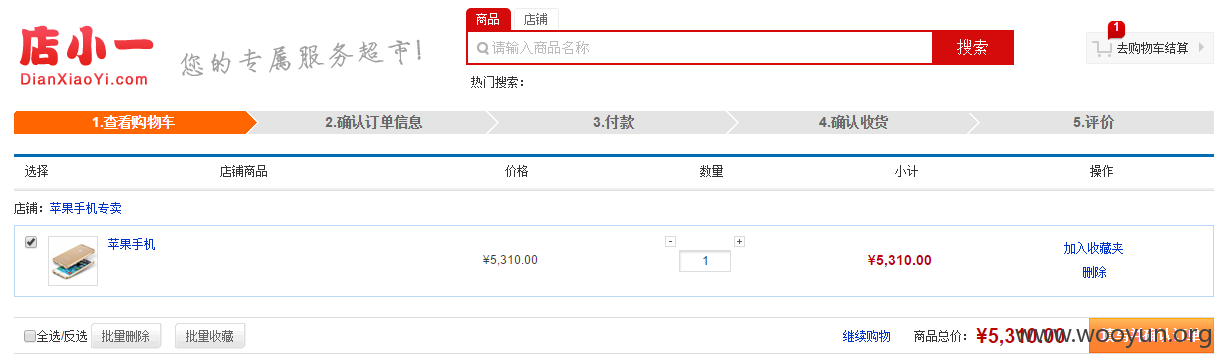 商品 店铺
1
店小一
DianXiaoYi.com
您的专属服务超市!
请输入商品名称 搜索
去购物车结算
热门搜索：
1.查看购物车 2.确认订单信息 3.付款 4.确认收货 5.评价
选择 店铺商品 价格 数量 小计 操作
店铺：苹果手机专卖
苹果手机 ¥5,310.00 - 1 + ¥5,310.00 加入收藏夹
删除
全选/反选 批量删除 批量收藏 继续购物 商品总价：¥5,310.00
www.wooyun.org